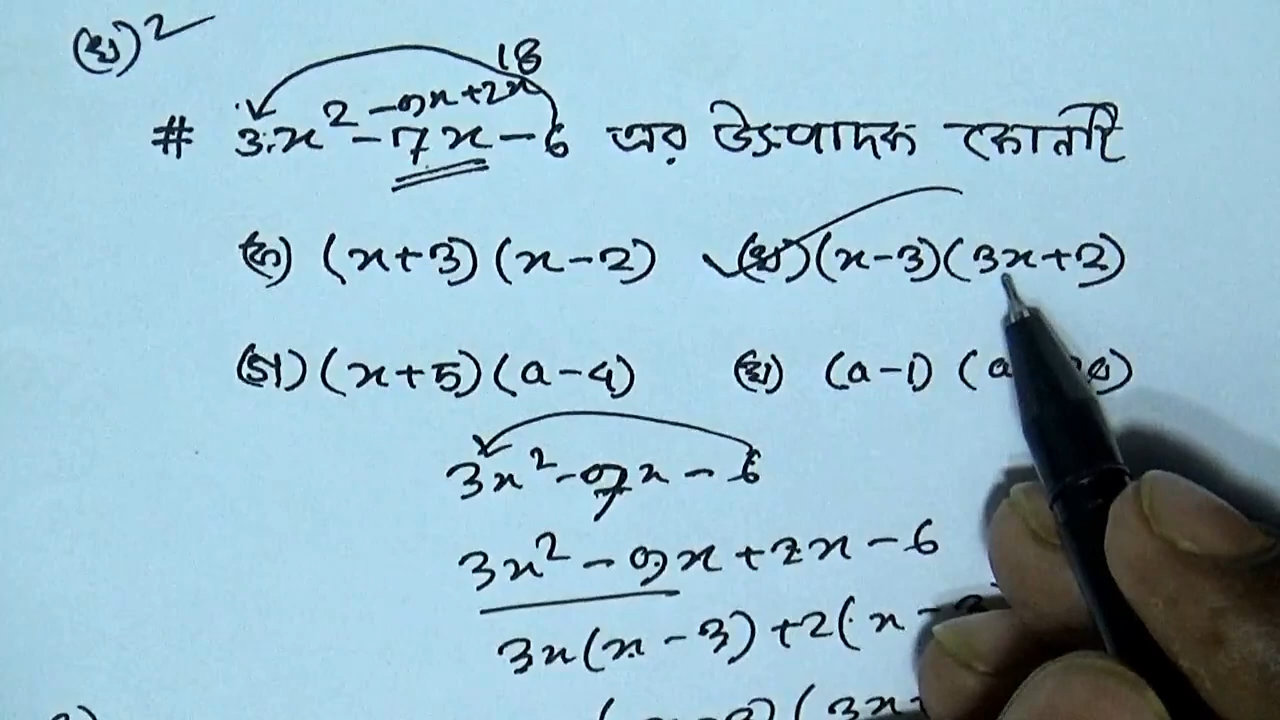 (ঘ) 2
18
-9x+2x
# 3x² - 7x - 6 এর উৎপাদক কোনটি
(ক) (x+3) (x-2) (খ) (x-3) (3x+2)
(গ) (x+5) (a-4) (ঘ) (a-1) (a
3x² - 7x - 6
3x² - 9x + 2x - 6
3x(x-3) +2(x -
(3x